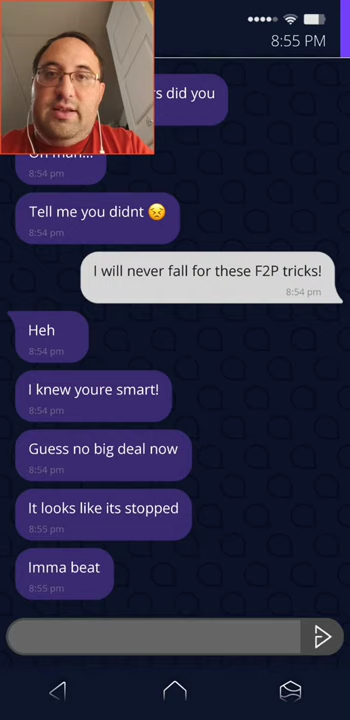 8:55 PM
did you
8:54 pm
Tell me you didnt 😣
8:54 pm
I will never fall for these F2P tricks!
8:54 pm
Heh
8:54 pm
I knew youre smart!
8:54 pm
Guess no big deal now
8:54 pm
It looks like its stopped
8:55 pm
Imma beat
8:55 pm